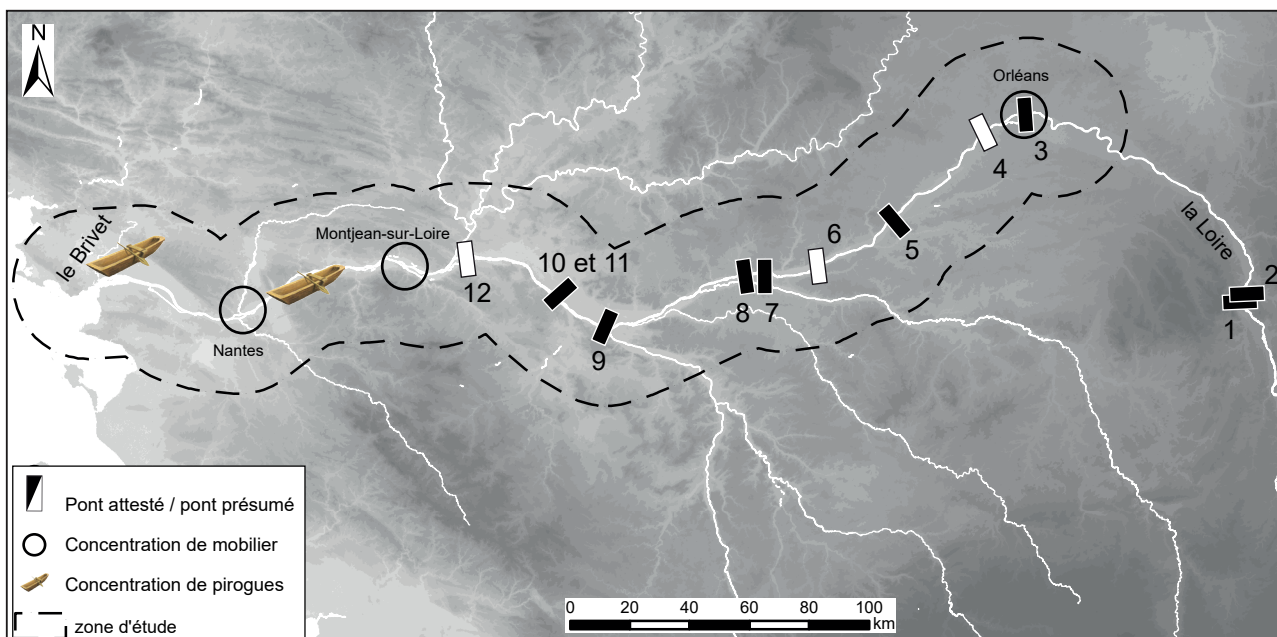 N
Orléans
3
4
la Loire
5
le Brivet
Montjean-sur-Loire
6
10 et 11
2
12
8
7
1
9
Nantes
Pont attesté / pont présumé
Concentration de mobilier
Concentration de pirogues
zone d'étude
0 20 40 60 80 100
km